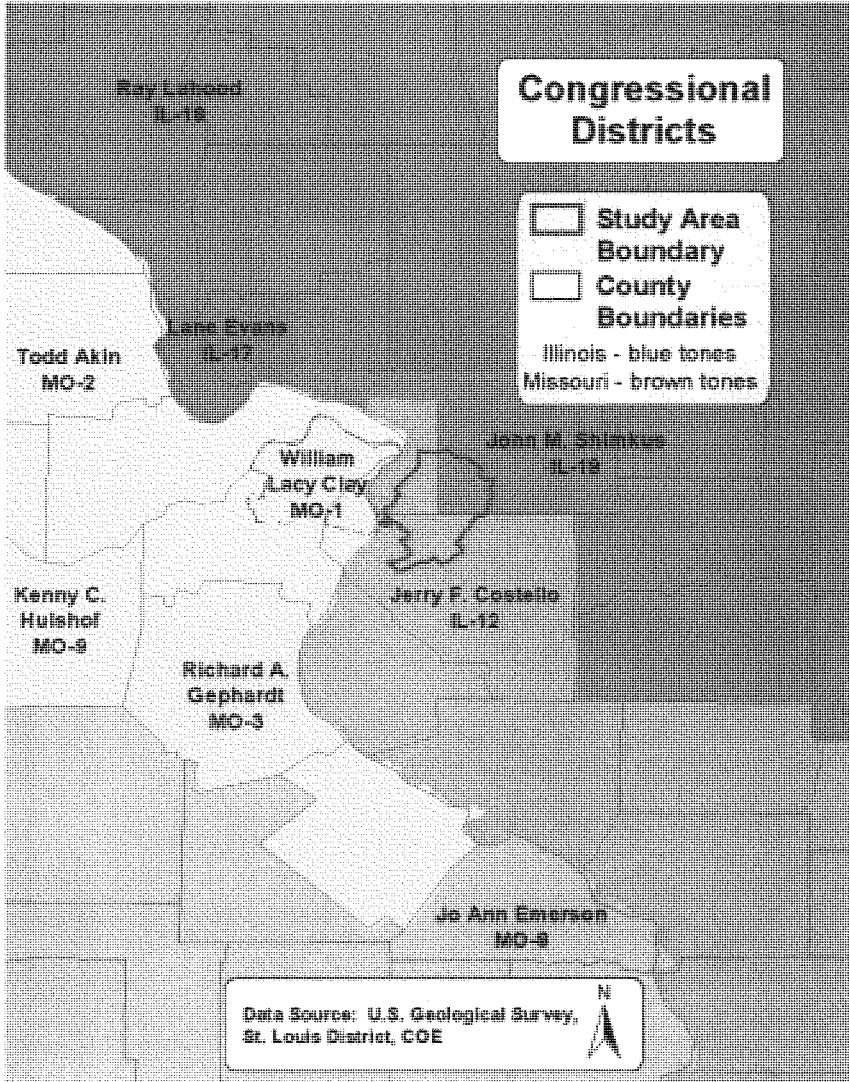 Ray Lahood
IL-18
Congressional
Districts
Study Area
Boundary
County
Boundaries
Illinois - blue tones
Missouri - brown tones
Lane Evans
IL-17
Todd Akin
MO-2
John M. Shimkus
IL-19
William
Lacy Clay
MO-1
Jerry F. Costello
IL-12
Kenny C.
Hulshof
MO-9
Richard A.
Gephardt
MO-3
Jo Ann Emerson
MO-8
N
Data Source: U.S. Geological Survey,
St. Louis District, COE